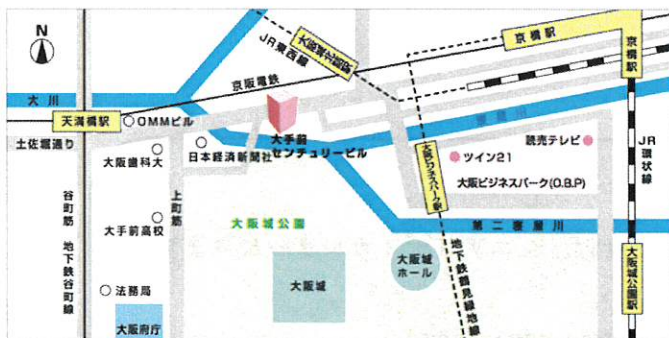 N
JR東西線
大阪城北詰駅
京橋駅
京橋駅
京阪電鉄
大川
天満橋駅
OMMビル
土佐堀通り
大阪歯科大
日本経済新聞社
大手前
センチュリービル
読売テレビ
ツイン21
大阪ビジネスパーク(O.B.P)
大阪ビジネスパーク駅
JR環状線
谷町筋
地下鉄谷町線
上町筋
大手前高校
大阪城公園
第二寝屋川
大阪城公園駅
大阪城
ホール
大阪城
地下鉄鶴見緑地線
法務局
大阪府庁